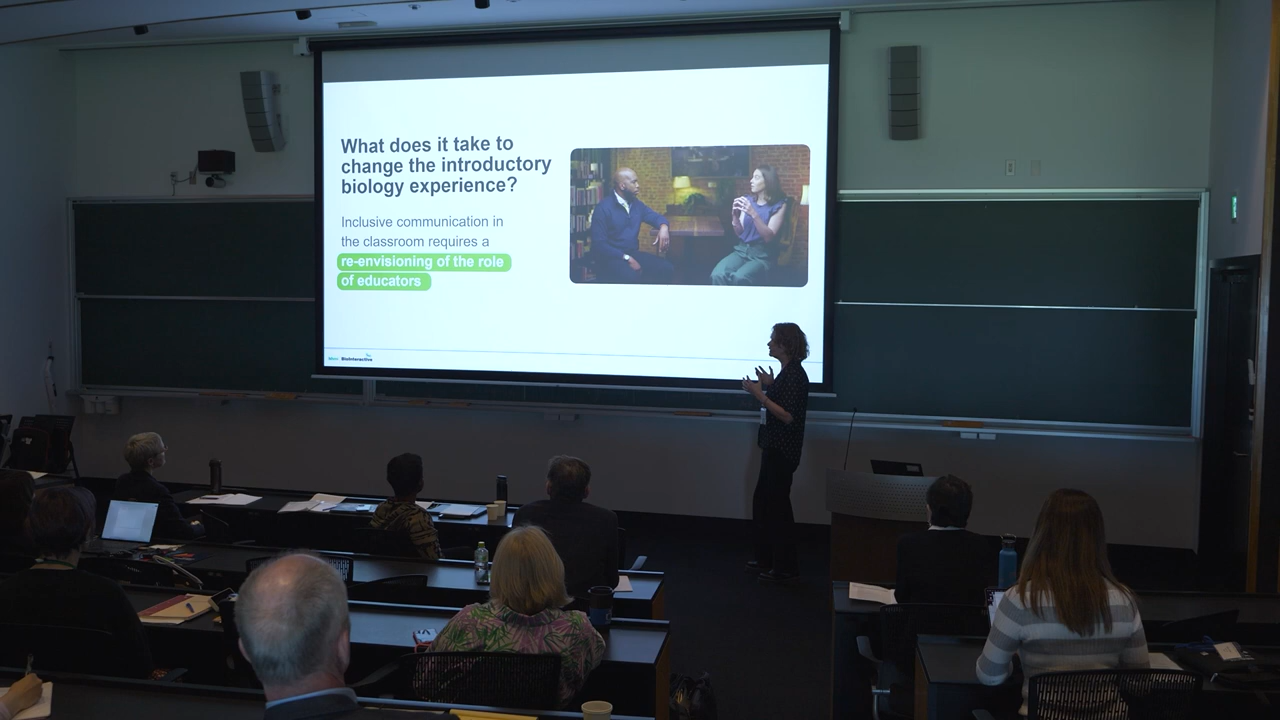 What does it take to
change the introductory
biology experience?
Inclusive communication in
the classroom requires a
re-envisioning of the role
of educators
BioInteractive